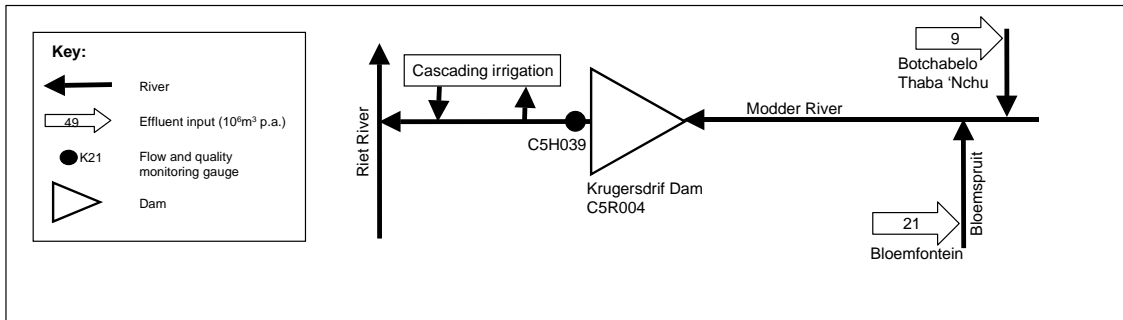 Key:
River
49
Effluent input (10⁶m³ p.a.)
K21
Flow and quality
monitoring gauge
Dam
Riet River
Cascading irrigation
C5H039
Krugersdrif Dam
C5R004
Modder River
9
Botchabelo
Thaba ‘Nchu
Bloemspruit
21
Bloemfontein